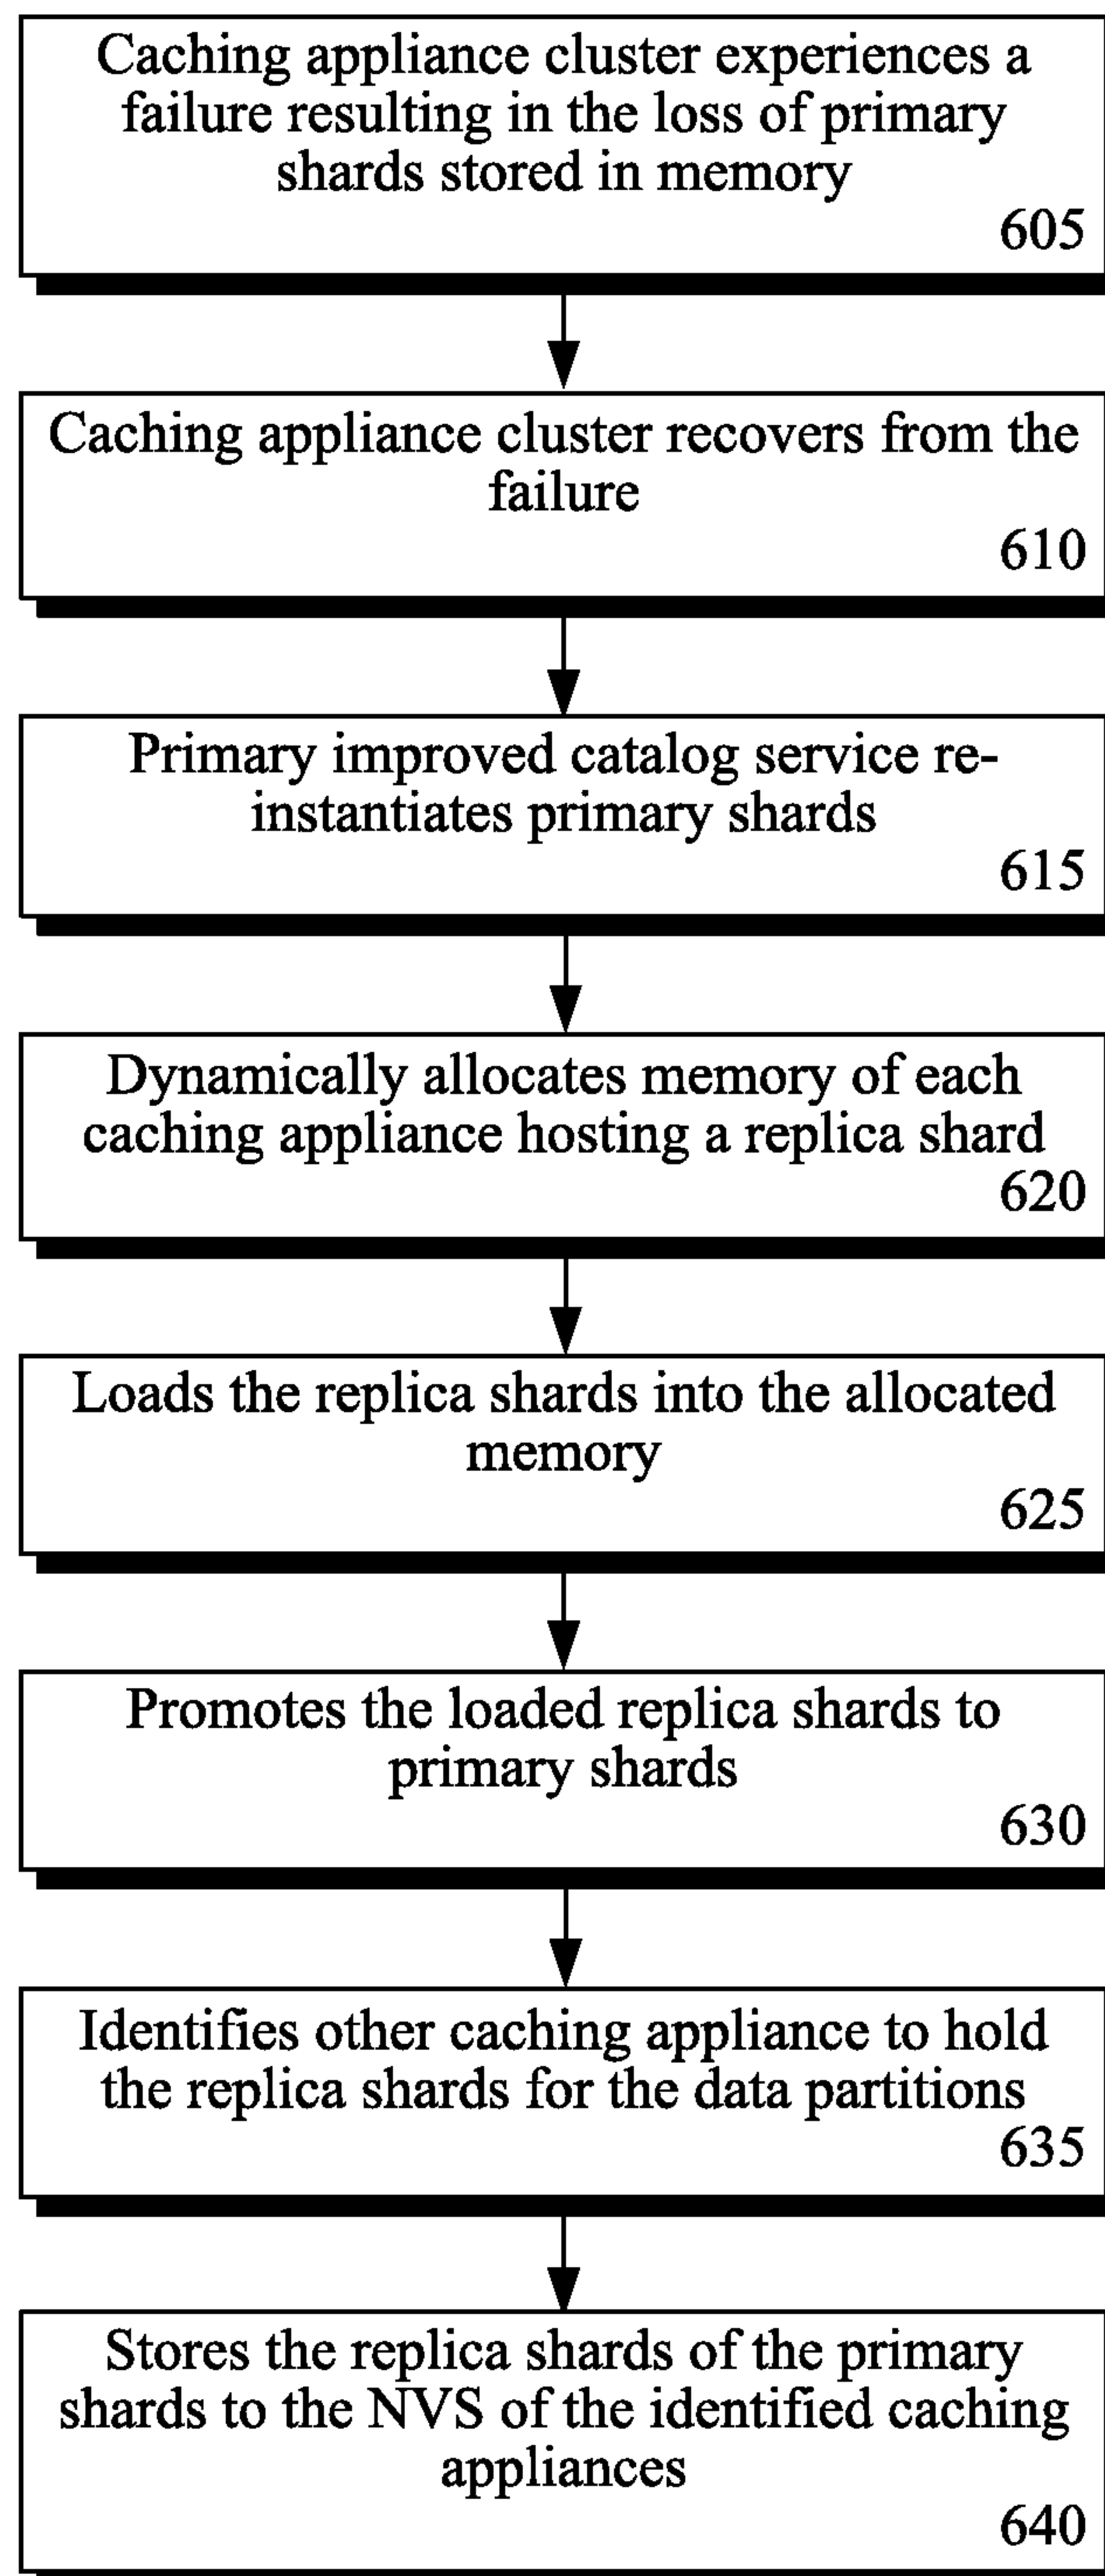 Caching appliance cluster experiences a
failure resulting in the loss of primary
shards stored in memory
605
Caching appliance cluster recovers from the
failure
610
Primary improved catalog service re-
instantiates primary shards
615
Dynamically allocates memory of each
caching appliance hosting a replica shard
620
Loads the replica shards into the allocated
memory
625
Promotes the loaded replica shards to
primary shards
630
Identifies other caching appliance to hold
the replica shards for the data partitions
635
Stores the replica shards of the primary
shards to the NVS of the identified caching
appliances
640